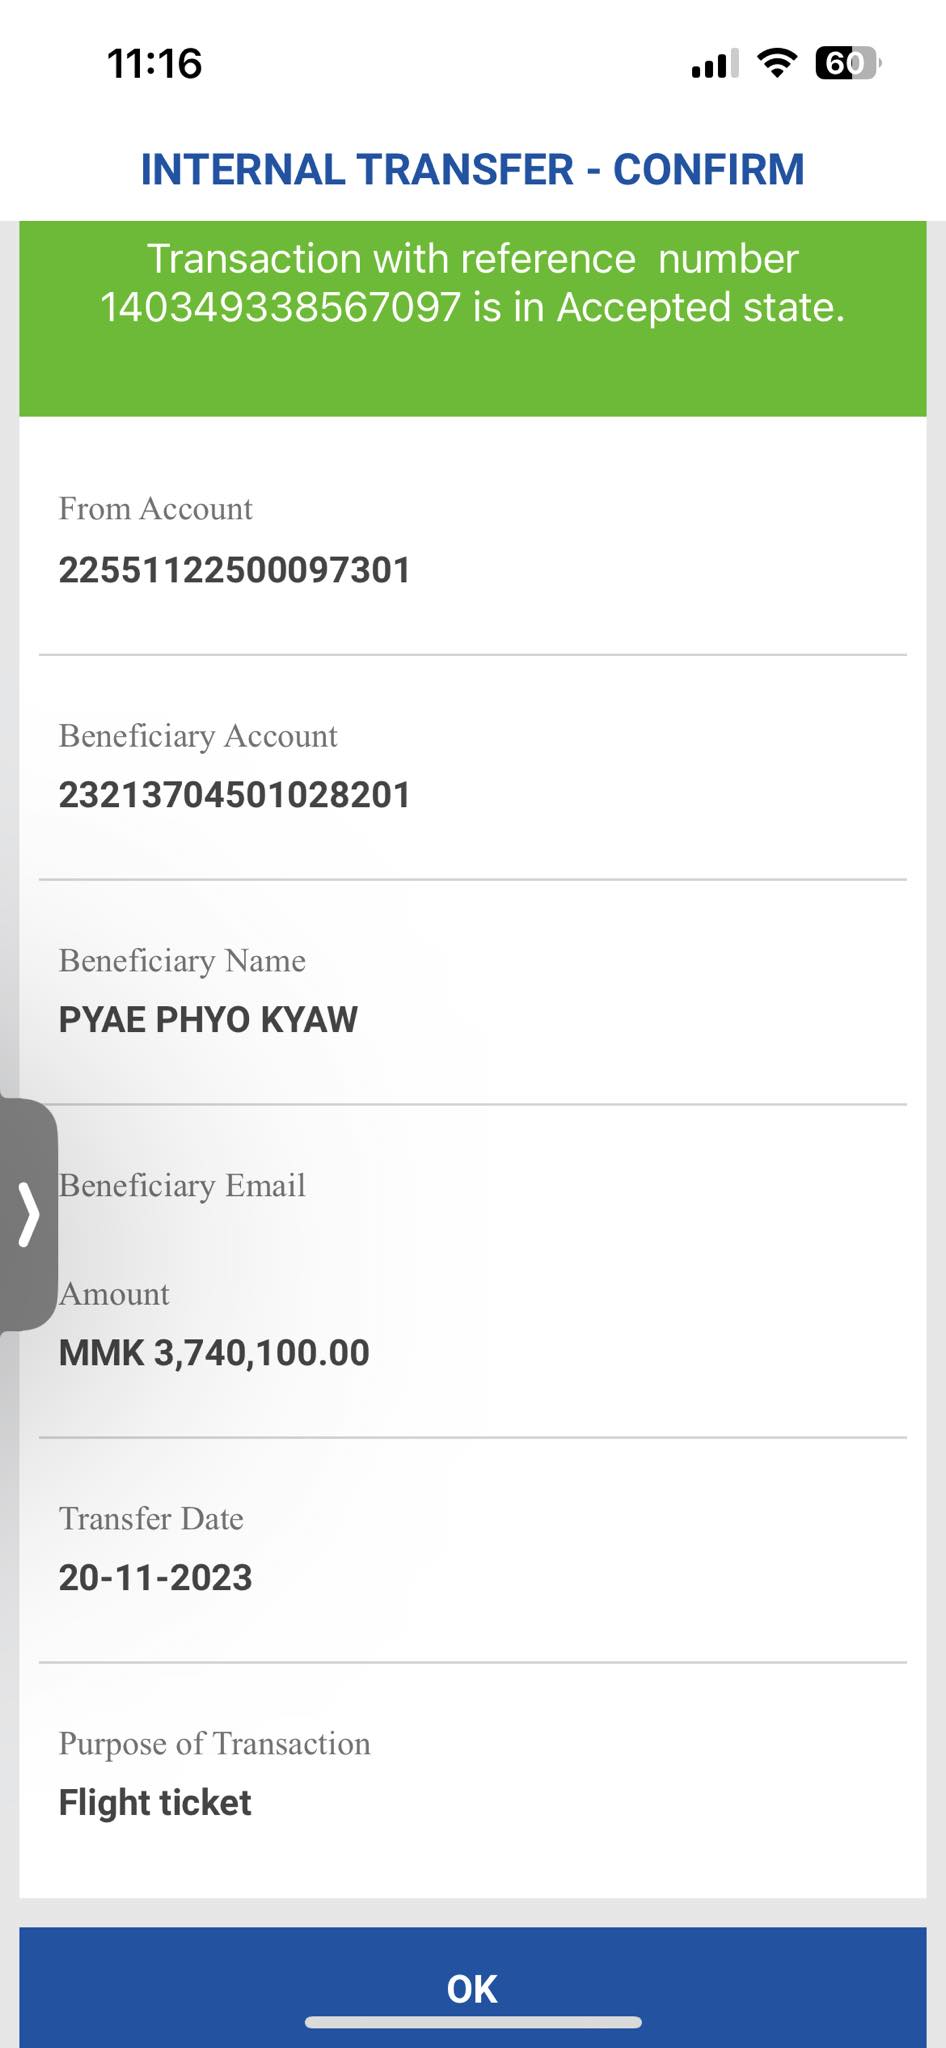 11:16
60
INTERNAL TRANSFER - CONFIRM
Transaction with reference  number
140349338567097 is in Accepted state.
From Account
22551122500097301
Beneficiary Account
23213704501028201
Beneficiary Name
PYAE PHYO KYAW
Beneficiary Email
Amount
MMK 3,740,100.00
Transfer Date
20-11-2023
Purpose of Transaction
Flight ticket
OK